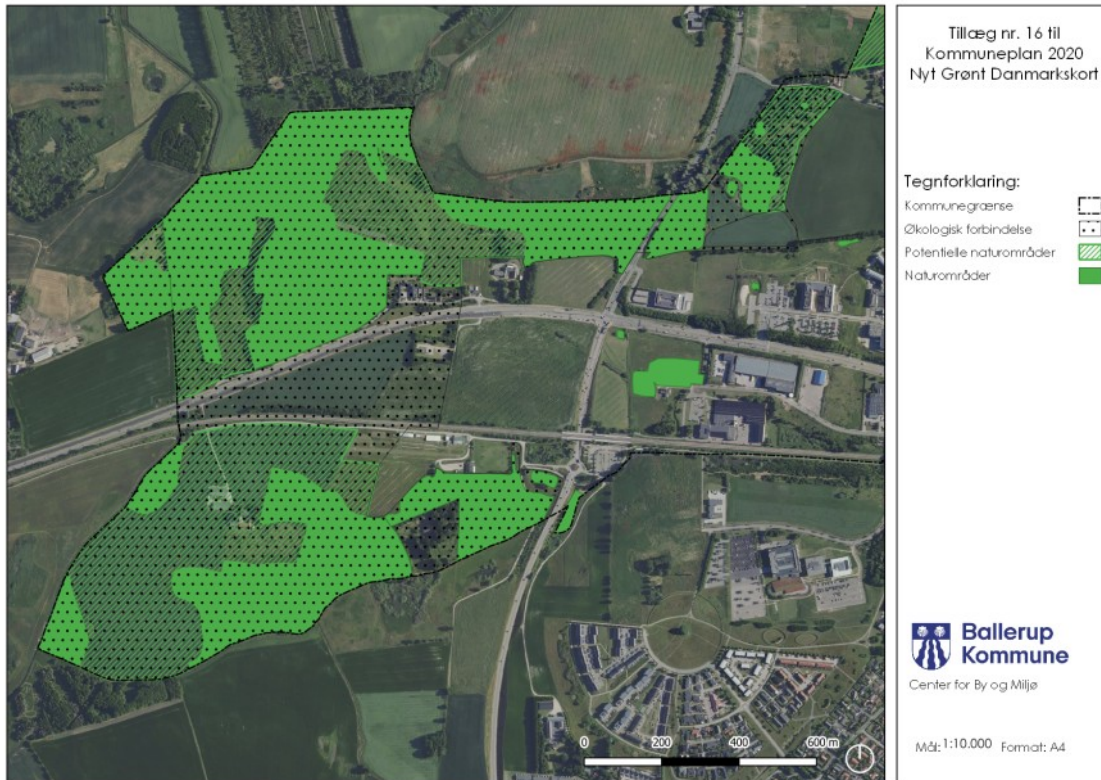 Tillæg nr. 16 til
Kommuneplan 2020
Nyt Grønt Danmarkskort
Tegnforklaring:
Kommunegrænse
Økologisk forbindelse
Potentielle naturområder
Naturområder
Ballerup
Kommune
Center for By og Miljø
Mål: 1:10.000 Format: A4
0 200 400 600 m